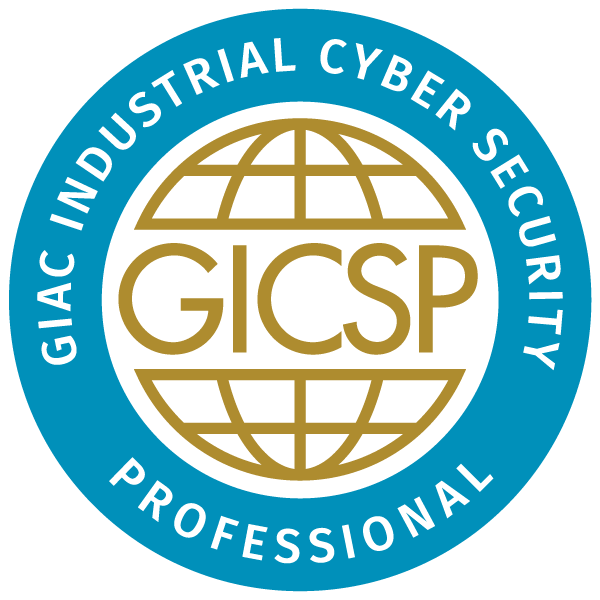 GIAC INDUSTRIAL CYBER SECURITY
GICSP
PROFESSIONAL